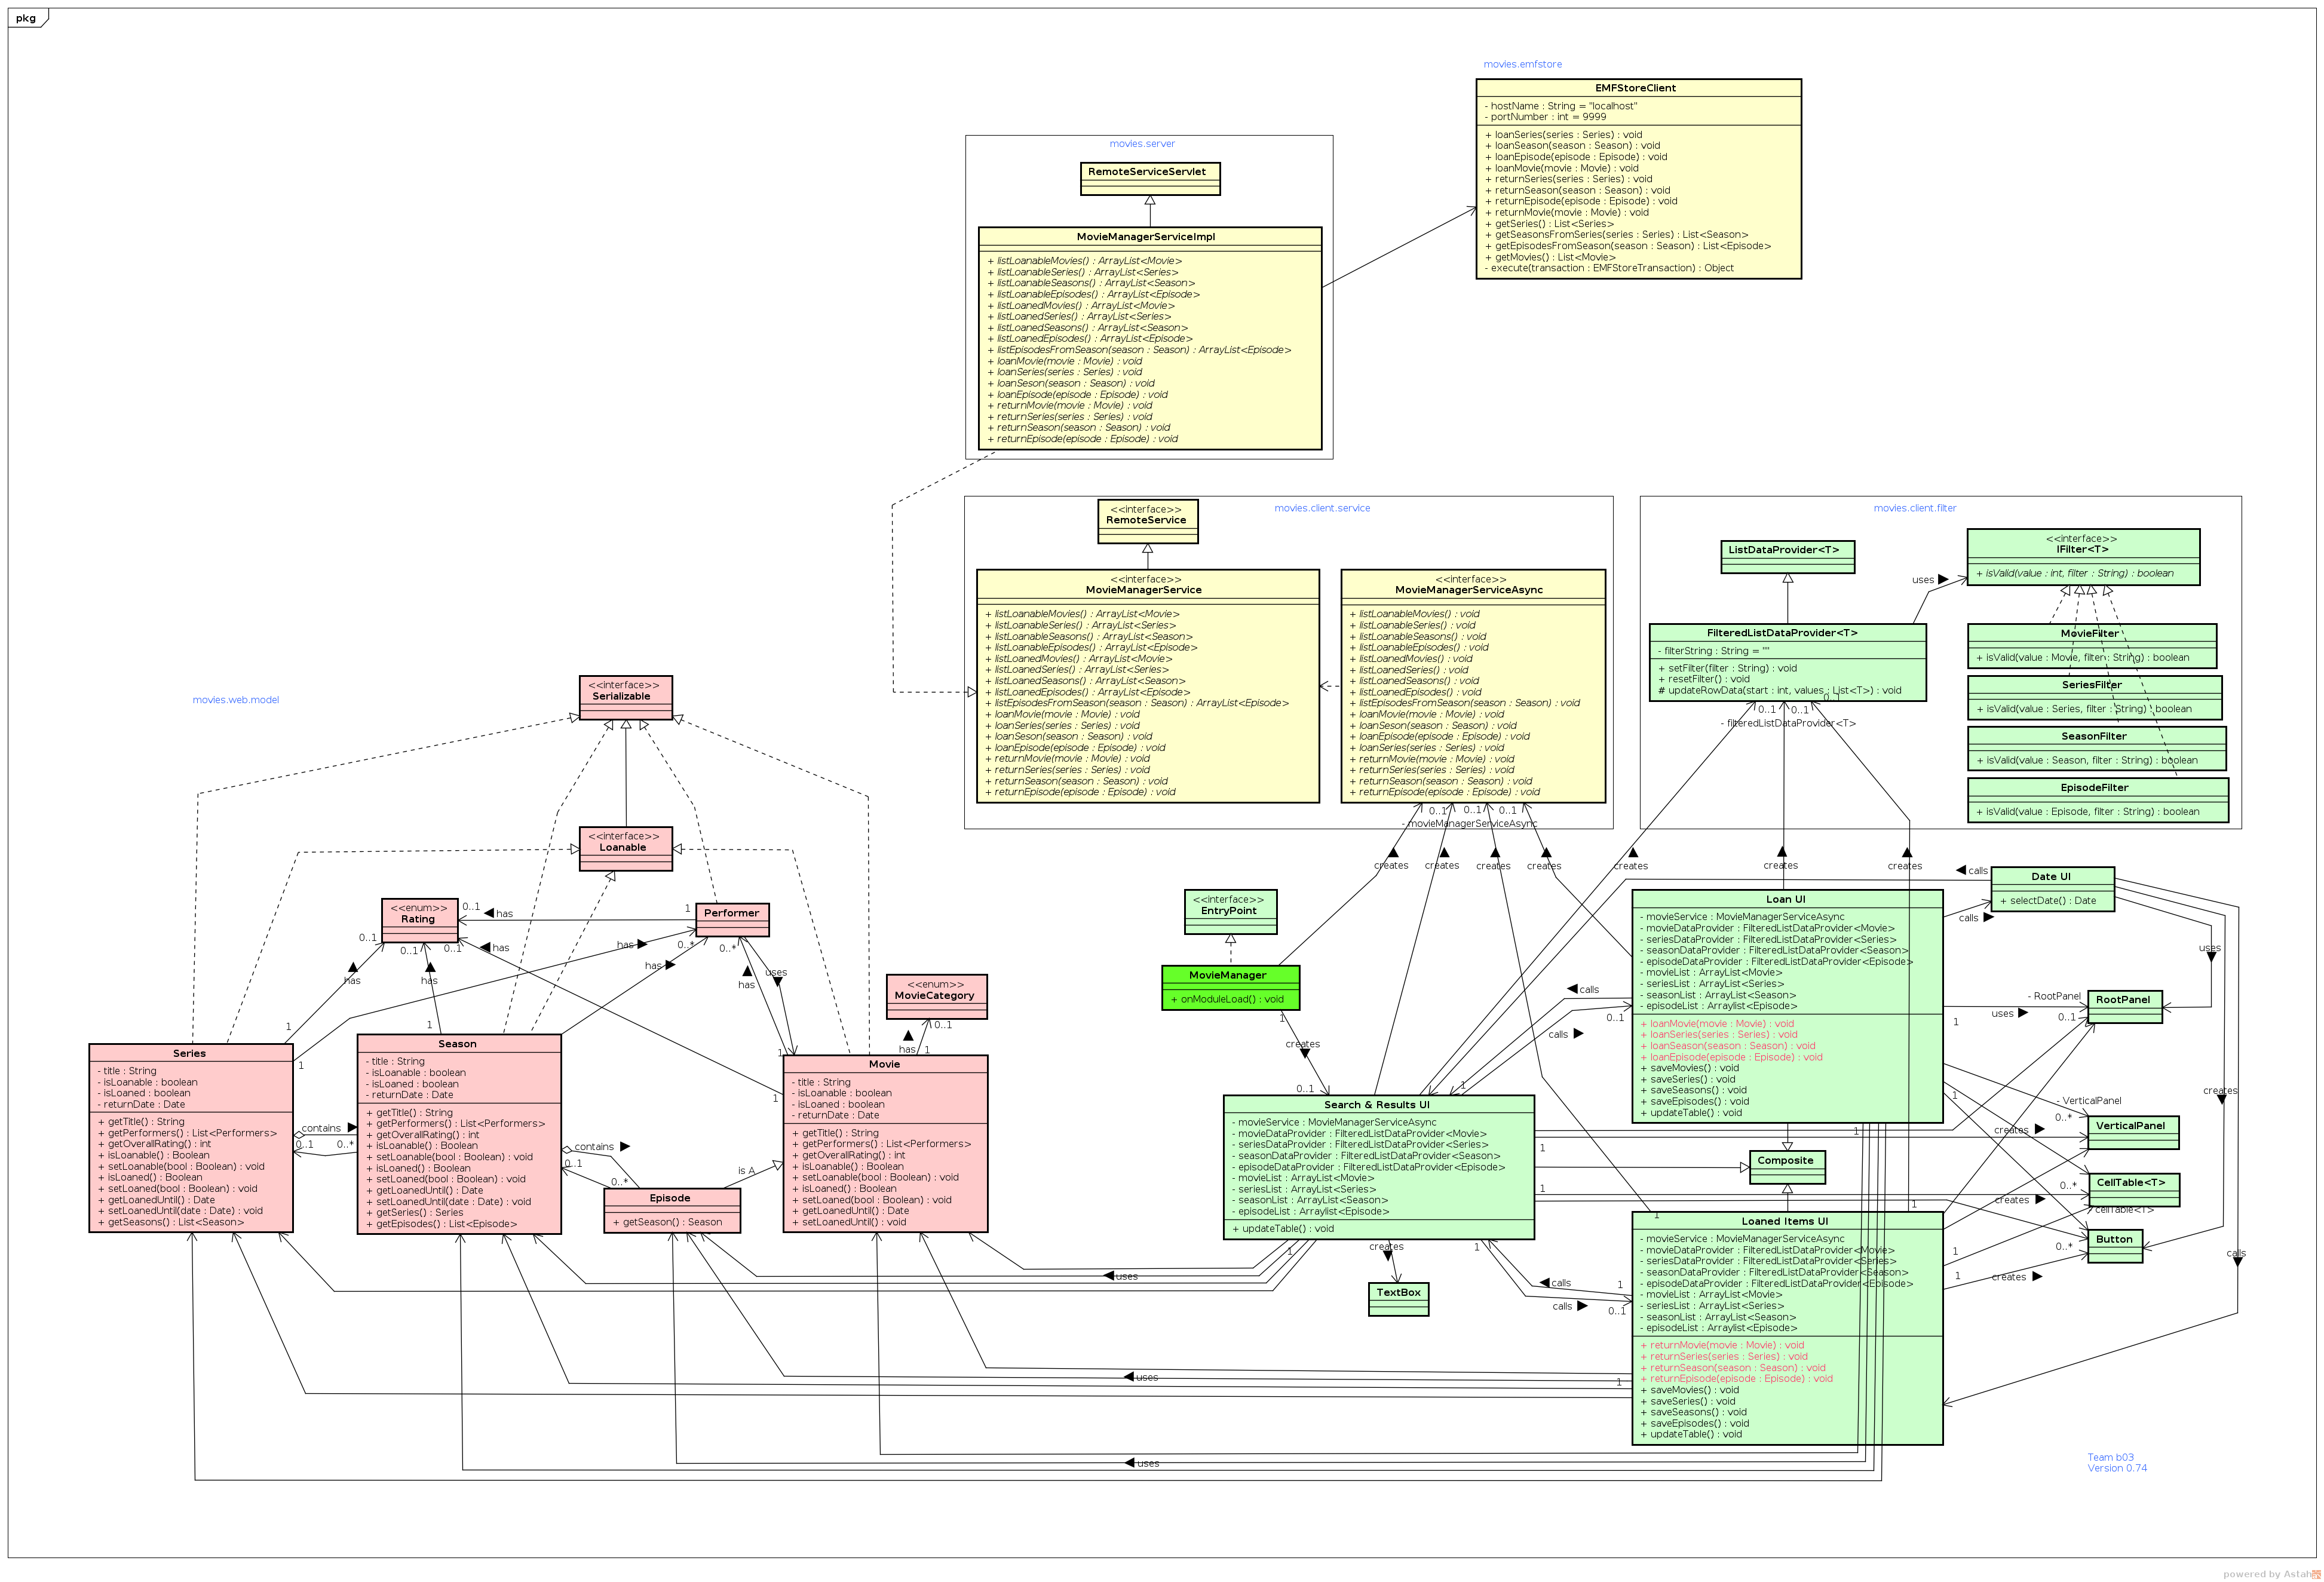 pkg
movies.emfstore
EMFStoreClient
- hostName : String = "localhost"
- portNumber : int = 9999
+ loanSeries(series : Series) : void
+ loanSeason(season : Season) : void
+ loanEpisode(episode : Episode) : void
+ loanMovie(movie : Movie) : void
+ returnSeries(series : Series) : void
+ returnSeason(season : Season) : void
+ returnEpisode(episode : Episode) : void
+ returnMovie(movie : Movie) : void
+ getSeries() : List<Series>
+ getSeasonsFromSeries(series : Series) : List<Season>
+ getEpisodesFromSeason(season : Season) : List<Episode>
+ getMovies() : List<Movie>
- execute(transaction : EMFStoreTransaction) : Object
movies.server
RemoteServiceServlet
MovieManagerServiceImpl
+ listLoanableMovies() : ArrayList<Movie>
+ listLoanableSeries() : ArrayList<Series>
+ listLoanableSeasons() : ArrayList<Season>
+ listLoanableEpisodes() : ArrayList<Episode>
+ listLoanedMovies() : ArrayList<Movie>
+ listLoanedSeries() : ArrayList<Series>
+ listLoanedSeasons() : ArrayList<Season>
+ listLoanedEpisodes() : ArrayList<Episode>
+ listEpisodesFromSeason(season : Season) : ArrayList<Episode>
+ loanMovie(movie : Movie) : void
+ loanSeries(series : Series) : void
+ loanSeson(season : Season) : void
+ loanEpisode(episode : Episode) : void
+ returnMovie(movie : Movie) : void
+ returnSeries(series : Series) : void
+ returnSeason(season : Season) : void
+ returnEpisode(episode : Episode) : void
movies.client.service
<<interface>>
RemoteService
<<interface>>
MovieManagerService
+ listLoanableMovies() : ArrayList<Movie>
+ listLoanableSeries() : ArrayList<Series>
+ listLoanableSeasons() : ArrayList<Season>
+ listLoanableEpisodes() : ArrayList<Episode>
+ listLoanedMovies() : ArrayList<Movie>
+ listLoanedSeries() : ArrayList<Series>
+ listLoanedSeasons() : ArrayList<Season>
+ listLoanedEpisodes() : ArrayList<Episode>
+ listEpisodesFromSeason(season : Season) : ArrayList<Episode>
+ loanMovie(movie : Movie) : void
+ loanSeries(series : Series) : void
+ loanSeson(season : Season) : void
+ loanEpisode(episode : Episode) : void
+ returnMovie(movie : Movie) : void
+ returnSeries(series : Series) : void
+ returnSeason(season : Season) : void
+ returnEpisode(episode : Episode) : void
<<interface>>
MovieManagerServiceAsync
+ listLoanableMovies() : void
+ listLoanableSeries() : void
+ listLoanableSeasons() : void
+ listLoanableEpisodes() : void
+ listLoanedMovies() : void
+ listLoanedSeries() : void
+ listLoanedSeasons() : void
+ listLoanedEpisodes() : void
+ listEpisodesFromSeason(season : Season) : void
+ loanMovie(movie : Movie) : void
+ loanSeson(season : Season) : void
+ loanEpisode(episode : Episode) : void
+ loanSeries(series : Series) : void
+ returnMovie(movie : Movie) : void
+ returnSeries(series : Series) : void
+ returnSeason(season : Season) : void
+ returnEpisode(episode : Episode) : void
0..1
0..1
0..1
- movieManagerServiceAsync
movies.client.filter
ListDataProvider<T>
<<interface>>
IFilter<T>
+ isValid(value : int, filter : String) : boolean
uses
FilteredListDataProvider<T>
- filterString : String = ""
+ setFilter(filter : String) : void
+ resetFilter() : void
# updateRowData(start : int, values : List<T>) : void
0..1
0..1
0..1
- filteredListDataProvider<T>
MovieFilter
+ isValid(value : Movie, filter : String) : boolean
SeriesFilter
+ isValid(value : Series, filter : String) : boolean
SeasonFilter
+ isValid(value : Season, filter : String) : boolean
EpisodeFilter
+ isValid(value : Episode, filter : String) : boolean
movies.web.model
<<interface>>
Serializable
<<interface>>
Loanable
<<enum>>
Rating
Performer
<<enum>>
MovieCategory
0..1
has
1
0..1
0..1
0..1
has
has
has
has
has
0..*
0..*
uses
has
has
0..1
1
1
1
1
1
1
Series
- title : String
- isLoanable : boolean
- isLoaned : boolean
- returnDate : Date
+ getTitle() : String
+ getPerformers() : List<Performers>
+ getOverallRating() : int
+ isLoanable() : Boolean
+ setLoanable(bool : Boolean) : void
+ isLoaned() : Boolean
+ setLoaned(bool : Boolean) : void
+ getLoanedUntil() : Date
+ setLoanedUntil(date : Date) : void
+ getSeasons() : List<Season>
contains
0..1
0..*
Season
- title : String
- isLoanable : boolean
- isLoaned : boolean
- returnDate : Date
+ getTitle() : String
+ getPerformers() : List<Performers>
+ getOverallRating() : int
+ isLoanable() : Boolean
+ setLoanable(bool : Boolean) : void
+ isLoaned() : Boolean
+ setLoaned(bool : Boolean) : void
+ getLoanedUntil() : Date
+ setLoanedUntil(date : Date) : void
+ getSeries() : Series
+ getEpisodes() : List<Episode>
contains
0..1
0..*
Episode
+ getSeason() : Season
is A
Movie
- title : String
- isLoanable : boolean
- isLoaned : boolean
- returnDate : Date
+ getTitle() : String
+ getPerformers() : List<Performers>
+ getOverallRating() : int
+ isLoanable() : Boolean
+ setLoanable(bool : Boolean) : void
+ isLoaned() : Boolean
+ setLoaned(bool : Boolean) : void
+ getLoanedUntil() : Date
+ setLoanedUntil() : void
<<interface>>
EntryPoint
MovieManager
+ onModuleLoad() : void
1
creates
0..1
creates
creates
creates
creates
creates
creates
creates
Search & Results UI
- movieService : MovieManagerServiceAsync
- movieDataProvider : FilteredListDataProvider<Movie>
- seriesDataProvider : FilteredListDataProvider<Series>
- seasonDataProvider : FilteredListDataProvider<Season>
- episodeDataProvider : FilteredListDataProvider<Episode>
- movieList : ArrayList<Movie>
- seriesList : ArrayList<Series>
- seasonList : ArrayList<Season>
- episodeList : Arraylist<Episode>
+ updateTable() : void
1
creates
1
TextBox
Loan UI
- movieService : MovieManagerServiceAsync
- movieDataProvider : FilteredListDataProvider<Movie>
- seriesDataProvider : FilteredListDataProvider<Series>
- seasonDataProvider : FilteredListDataProvider<Season>
- episodeDataProvider : FilteredListDataProvider<Episode>
- movieList : ArrayList<Movie>
- seriesList : ArrayList<Series>
- seasonList : ArrayList<Season>
- episodeList : Arraylist<Episode>
+ loanMovie(movie : Movie) : void
+ loanSeries(series : Series) : void
+ loanSeason(season : Season) : void
+ loanEpisode(episode : Episode) : void
+ saveMovies() : void
+ saveSeries() : void
+ saveSeasons() : void
+ saveEpisodes() : void
+ updateTable() : void
calls
calls
0..1
1
calls
calls
Date UI
+ selectDate() : Date
uses
- RootPanel
uses
0..1
RootPanel
1
1
- VerticalPanel
0..*
creates
VerticalPanel
1
1
Composite
1
0..*
creates
CellTable<T>
- cellTable<T>
1
1
creates
0..*
Button
1
1
creates
calls
Loaned Items UI
- movieService : MovieManagerServiceAsync
- movieDataProvider : FilteredListDataProvider<Movie>
- seriesDataProvider : FilteredListDataProvider<Series>
- seasonDataProvider : FilteredListDataProvider<Season>
- episodeDataProvider : FilteredListDataProvider<Episode>
- movieList : ArrayList<Movie>
- seriesList : ArrayList<Series>
- seasonList : ArrayList<Season>
- episodeList : Arraylist<Episode>
+ returnMovie(movie : Movie) : void
+ returnSeries(series : Series) : void
+ returnSeason(season : Season) : void
+ returnEpisode(episode : Episode) : void
+ saveMovies() : void
+ saveSeries() : void
+ saveSeasons() : void
+ saveEpisodes() : void
+ updateTable() : void
calls
1
calls
0..1
creates
uses
uses
1
uses
Team b03
Version 0.74
powered by Astah